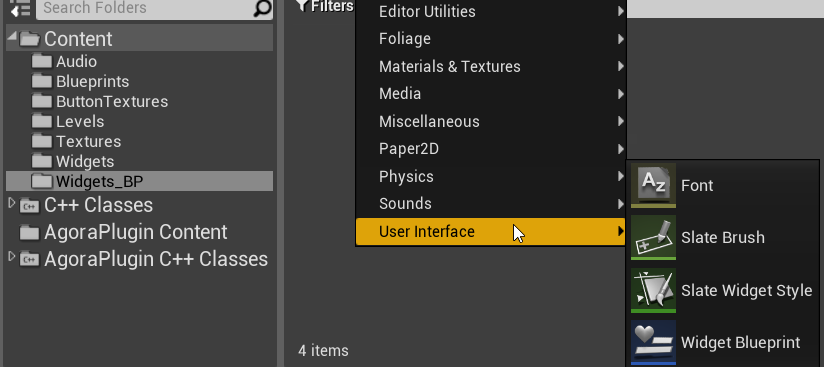 Search Folders
Content
Audio
Blueprints
ButtonTextures
Levels
Textures
Widgets
Widgets_BP
C++ Classes
AgoraPlugin Content
AgoraPlugin C++ Classes
Filters
Editor Utilities
Foliage
Materials & Textures
Media
Miscellaneous
Paper2D
Physics
Sounds
User Interface
4 items
Font
Slate Brush
Slate Widget Style
Widget Blueprint